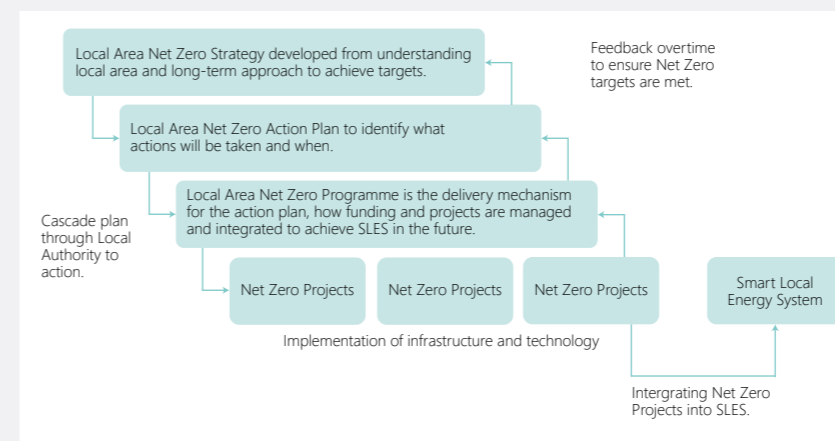 Local Area Net Zero Strategy developed from understanding
local area and long-term approach to achieve targets.
Feedback overtime
to ensure Net Zero
targets are met.
Local Area Net Zero Action Plan to identify what
actions will be taken and when.
Local Area Net Zero Programme is the delivery mechanism
for the action plan, how funding and projects are managed
and integrated to achieve SLES in the future.
Cascade plan
through Local
Authority to
action.
Net Zero Projects
Net Zero Projects
Net Zero Projects
Smart Local
Energy System
Implementation of infrastructure and technology
Intergrating Net Zero
Projects into SLES.